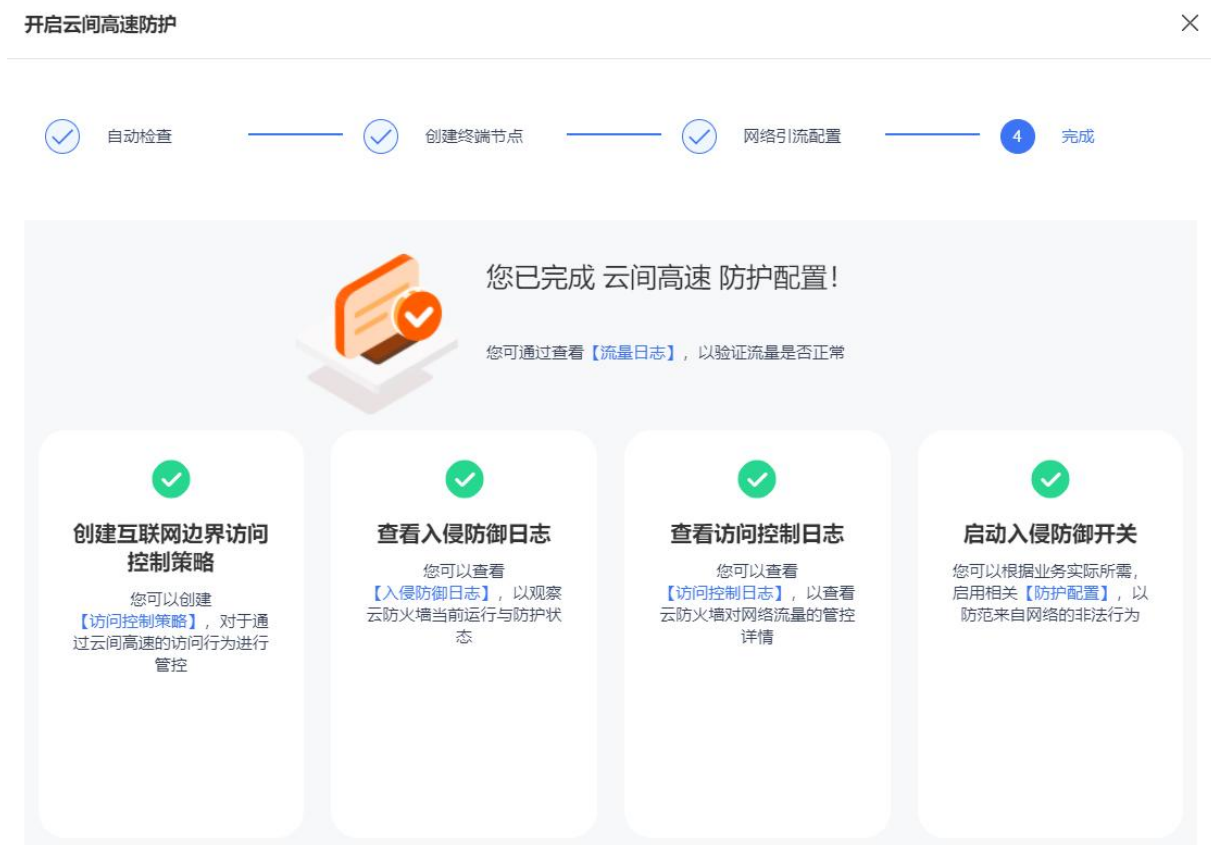 开启云间高速防护
自动检查
创建终端节点
网络引流配置
4
完成
您已完成 云间高速 防护配置！
您可通过查看【流量日志】，以验证流量是否正常
创建互联网边界访问
控制策略
您可以创建
【访问控制策略】，对于通
过云间高速的访问行为进行
管控
查看入侵防御日志
您可以查看
【入侵防御日志】，以观察
云防火墙当前运行与防护状
态
查看访问控制日志
您可以查看
【访问控制日志】，以查看
云防火墙对网络流量的管控
详情
启动入侵防御开关
您可以根据业务实际所需，
启用相关【防护配置】，以
防范来自网络的非法行为